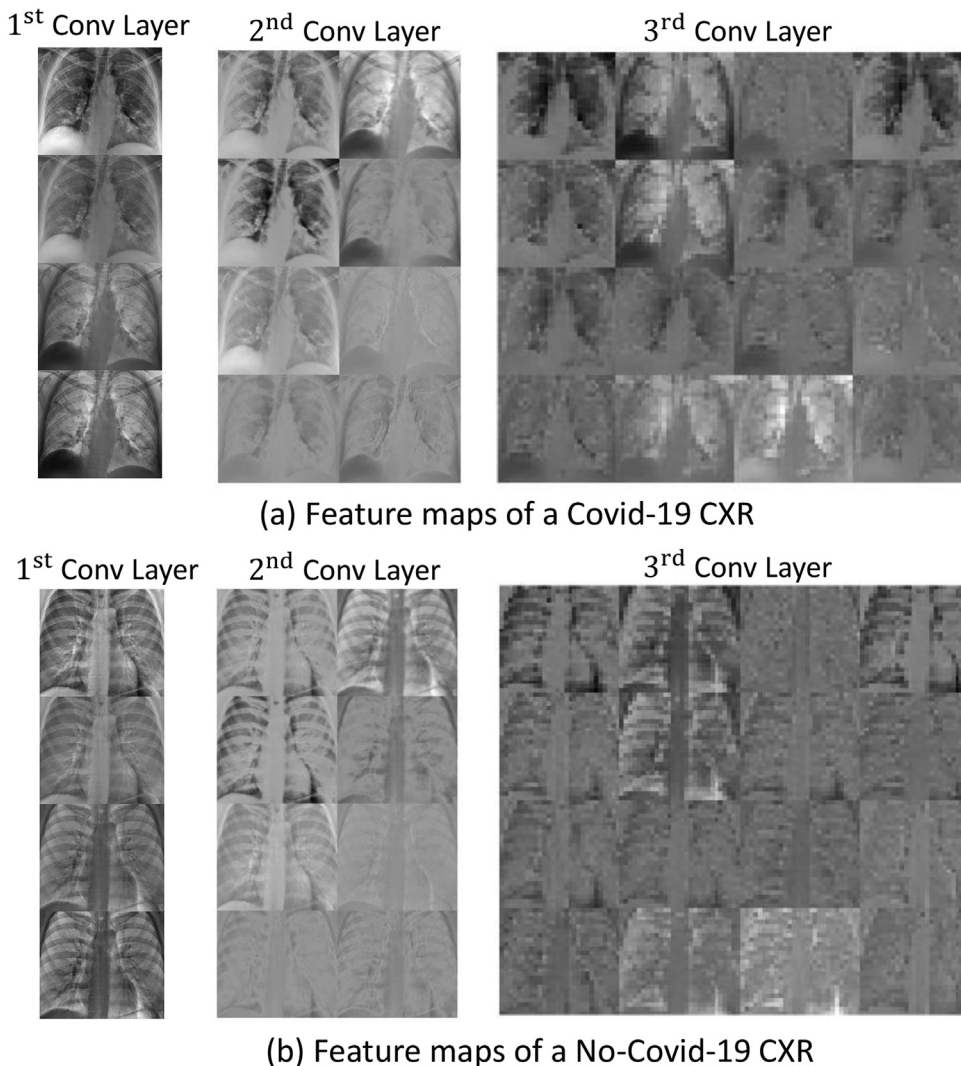 1st Conv Layer 2nd Conv Layer 3rd Conv Layer
(a) Feature maps of a Covid-19 CXR
1st Conv Layer 2nd Conv Layer 3rd Conv Layer
(b) Feature maps of a No-Covid-19 CXR